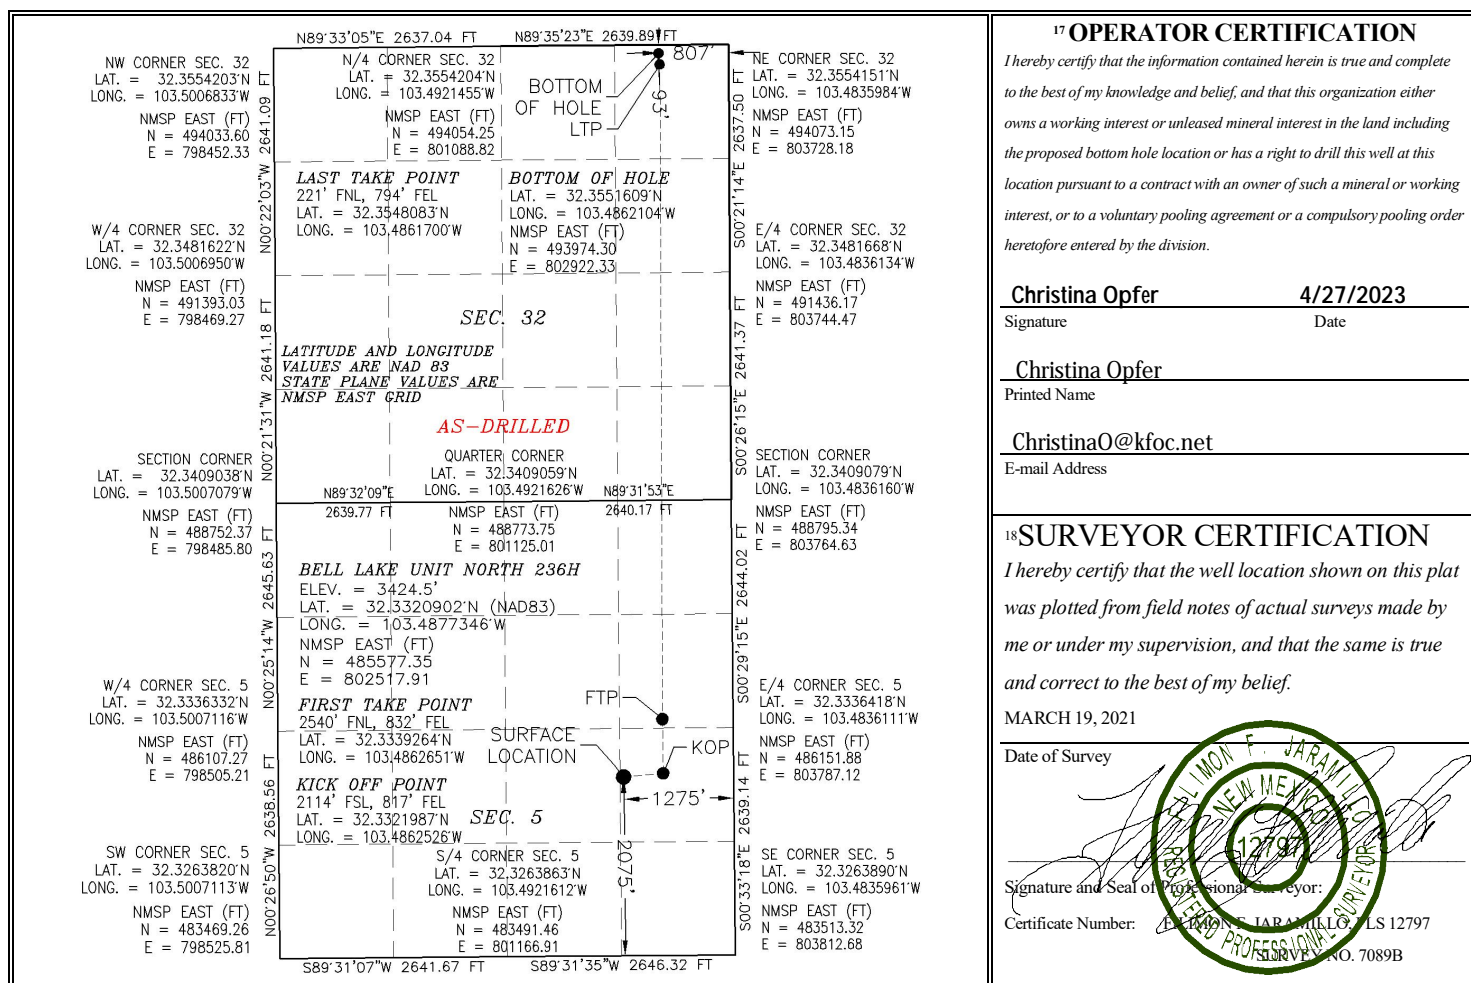 N89°33'05"E 2637.04 FT
N89°35'23"E 2639.89 FT
807'
93'
NW CORNER SEC. 32
LAT. = 32.3554203°N
LONG. = 103.5006833°W
NMSP EAST (FT)
N = 494033.60
E = 798452.33
N/4 CORNER SEC. 32
LAT. = 32.3554204°N
LONG. = 103.4921455°W
NMSP EAST (FT)
N = 494054.25
E = 801088.82
BOTTOM
OF HOLE
LTP
NE CORNER SEC. 32
LAT. = 32.3554151°N
LONG. = 103.4835984°W
NMSP EAST (FT)
N = 494073.15
E = 803728.18
N00°22'03"W 2641.09 FT
S00°21'14"E 2637.50 FT
LAST TAKE POINT
221' FNL, 794' FEL
LAT. = 32.3548083°N
LONG. = 103.4861700°W
BOTTOM OF HOLE
LAT. = 32.3551609°N
LONG. = 103.4862104°W
NMSP EAST (FT)
N = 493974.30
E = 802922.33
W/4 CORNER SEC. 32
LAT. = 32.3481622°N
LONG. = 103.5006950°W
NMSP EAST (FT)
N = 491393.03
E = 798469.27
E/4 CORNER SEC. 32
LAT. = 32.3481668°N
LONG. = 103.4836134°W
NMSP EAST (FT)
N = 491436.17
E = 803744.47
SEC. 32
LATITUDE AND LONGITUDE
VALUES ARE NAD 83
STATE PLANE VALUES ARE
NMSP EAST GRID
AS-DRILLED
N00°21'31"W 2641.18 FT
S00°26'15"E 2641.37 FT
SECTION CORNER
LAT. = 32.3409038°N
LONG. = 103.5007079°W
NMSP EAST (FT)
N = 488752.37
E = 798485.80
QUARTER CORNER
LAT. = 32.3409059°N
LONG. = 103.4921626°W
NMSP EAST (FT)
N = 488773.75
E = 801125.01
N89°32'09"E
2639.77 FT
N89°31'53"E
2640.17 FT
SECTION CORNER
LAT. = 32.3409079°N
LONG. = 103.4836160°W
NMSP EAST (FT)
N = 488795.34
E = 803764.63
BELL LAKE UNIT NORTH 236H
ELEV. = 3424.5'
LAT. = 32.3320902°N (NAD83)
LONG. = 103.4877346°W
NMSP EAST (FT)
N = 485577.35
E = 802517.91
N00°25'14"W 2645.63 FT
S00°29'15"E 2644.02 FT
W/4 CORNER SEC. 5
LAT. = 32.3336332°N
LONG. = 103.5007116°W
NMSP EAST (FT)
N = 486107.27
E = 798505.21
FIRST TAKE POINT
2540' FNL, 832' FEL
LAT. = 32.3339264°N
LONG. = 103.4862651°W
FTP
SURFACE
LOCATION
KOP
E/4 CORNER SEC. 5
LAT. = 32.3336418°N
LONG. = 103.4836111°W
NMSP EAST (FT)
N = 486151.88
E = 803787.12
KICK OFF POINT
2114' FSL, 817' FEL
LAT. = 32.3321987°N
LONG. = 103.4862526°W
SEC. 5
1275'
2075'
N00°26'50"W 2638.56 FT
S00°33'18"E 2639.14 FT
SW CORNER SEC. 5
LAT. = 32.3263820°N
LONG. = 103.5007113°W
NMSP EAST (FT)
N = 483469.26
E = 798525.81
S/4 CORNER SEC. 5
LAT. = 32.3263863°N
LONG. = 103.4921612°W
NMSP EAST (FT)
N = 483491.46
E = 801166.91
SE CORNER SEC. 5
LAT. = 32.3263890°N
LONG. = 103.4835961°W
NMSP EAST (FT)
N = 483513.32
E = 803812.68
S89°31'07"W 2641.67 FT
S89°31'35"W 2646.32 FT
17 OPERATOR CERTIFICATION
I hereby certify that the information contained herein is true and complete
to the best of my knowledge and belief, and that this organization either
owns a working interest or unleased mineral interest in the land including
the proposed bottom hole location or has a right to drill this well at this
location pursuant to a contract with an owner of such a mineral or working
interest, or to a voluntary pooling agreement or a compulsory pooling order
heretofore entered by the division.
Christina Opfer 4/27/2023
Signature Date
Christina Opfer
Printed Name
ChristinaO@kfoc.net
E-mail Address
18 SURVEYOR CERTIFICATION
I hereby certify that the well location shown on this plat
was plotted from field notes of actual surveys made by
me or under my supervision, and that the same is true
and correct to the best of my belief.
MARCH 19, 2021
Date of Survey
FILIMON F. JARAMILLO
NEW MEXICO
12797
REGISTERED PROFESSIONAL SURVEYOR
Signature and Seal of Professional Surveyor:
Certificate Number: FILIMON F. JARAMILLO, PLS 12797
SURVEY NO. 7089B